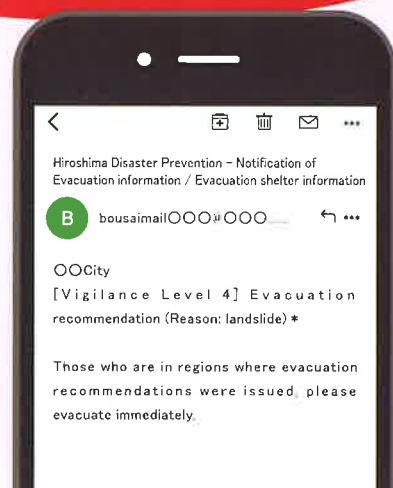 Hiroshima Disaster Prevention – Notification of
Evacuation information / Evacuation shelter information
B
bousaimail〇〇〇@〇〇〇
〇〇City
[Vigilance Level 4] Evacuation
recommendation (Reason: landslide) *
Those who are in regions where evacuation
recommendations were issued, please
evacuate immediately.